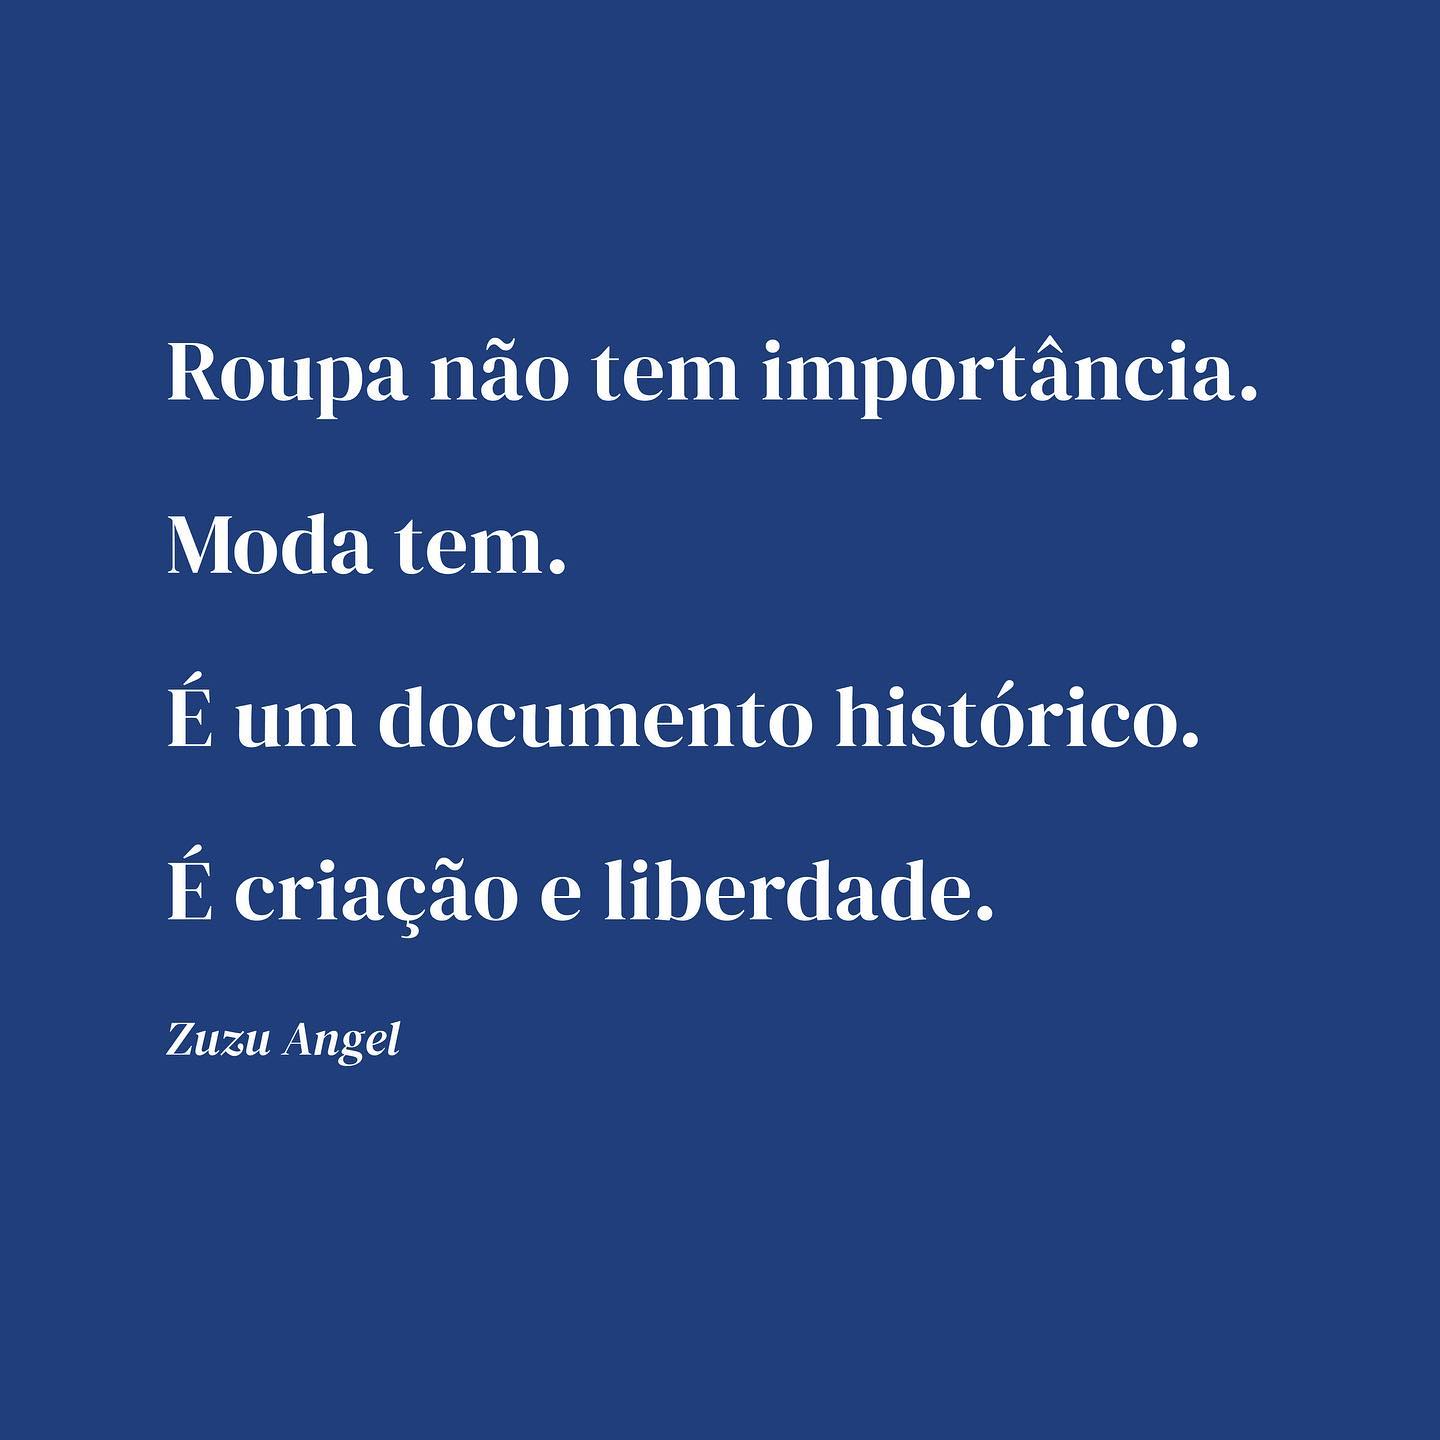 Roupa não tem importância.
Moda tem.
É um documento histórico.
É criação e liberdade.
Zuzu Angel